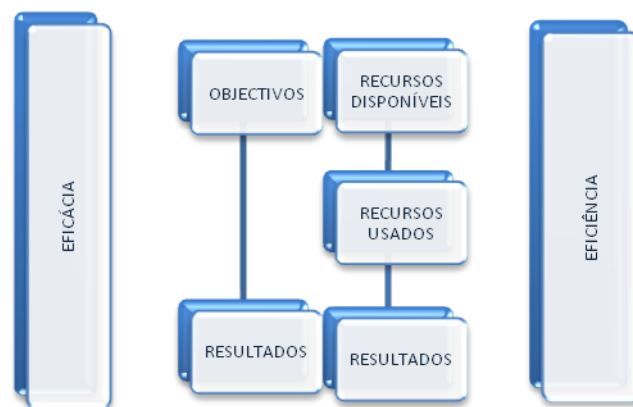 EFICÁCIA
OBJECTIVOS
RECURSOS
DISPONÍVEIS
RECURSOS
USADOS
RESULTADOS
RESULTADOS
EFICIÊNCIA